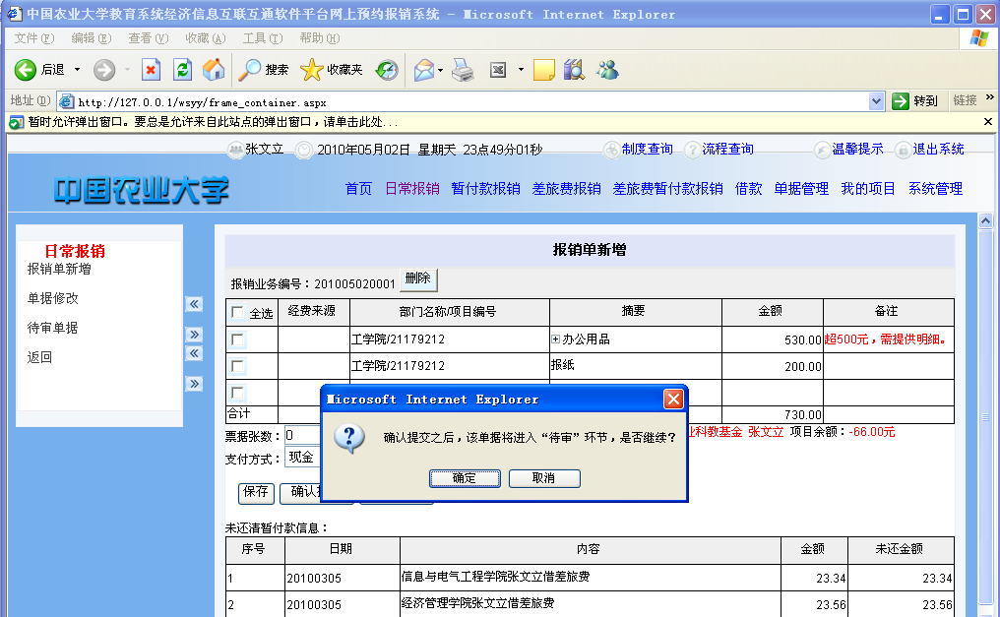 中国农业大学教育系统经济信息互联互通软件平台网上预约报销系统 - Microsoft Internet Explorer
文件(F) 编辑(E) 查看(V) 收藏(A) 工具(T) 帮助(H)
后退 搜索 收藏夹
地址(D) http://127.0.0.1/wsyy/frame_container.aspx 转到 链接 »
暂时允许弹出窗口。要总是允许来自此站点的弹出窗口，请单击此处...
张文立 2010年05月02日 星期天 23点49分01秒 制度查询 流程查询 温馨提示 退出系统
中国农业大学
首页 日常报销 暂付款报销 差旅费报销 差旅费暂付款报销 借款 单据管理 我的项目 系统管理
日常报销
报销单新增
单据修改
待审单据
返回
报销单新增
报销业务编号：201005020001 删除
全选 经费来源 部门名称/项目编号 摘要 金额 备注
工学院/21179212 办公用品 530.00 超500元，需提供明细。
工学院/21179212 报纸 200.00
合计 730.00
票据张数：0 业科教基金 张文立 项目余额：-66.00元
支付方式：现金
保存 确认
Microsoft Internet Explorer
确认提交之后，该单据将进入“待审”环节，是否继续？
确定 取消
未还清暂付款信息：
序号 日期 内容 金额 未还金额
1 20100305 信息与电气工程学院张文立借差旅费 23.34 23.34
2 20100305 经济管理学院张文立借差旅费 23.56 23.56